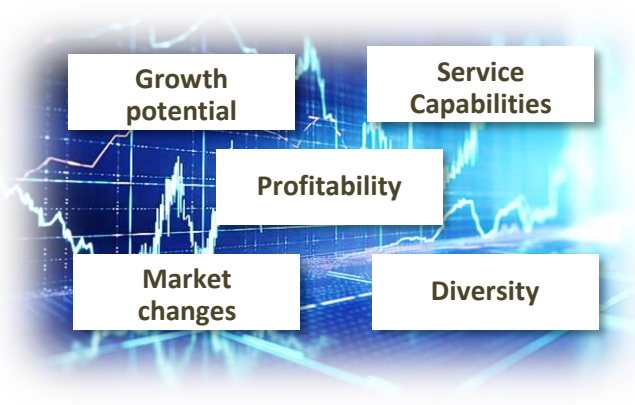 Growth
potential
Service
Capabilities
Profitability
Market
changes
Diversity